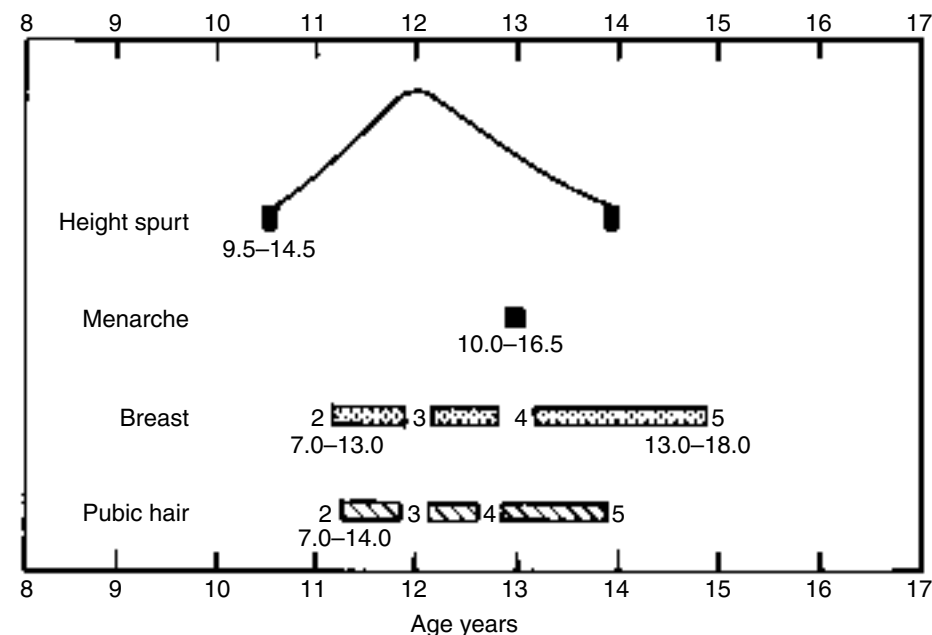 8 9 10 11 12 13 14 15 16 17
Height spurt
9.5–14.5
Menarche
10.0–16.5
Breast 2 3 4 5
7.0–13.0 13.0–18.0
Pubic hair 2 3 4 5
7.0–14.0
8 9 10 11 12 13 14 15 16 17
Age years